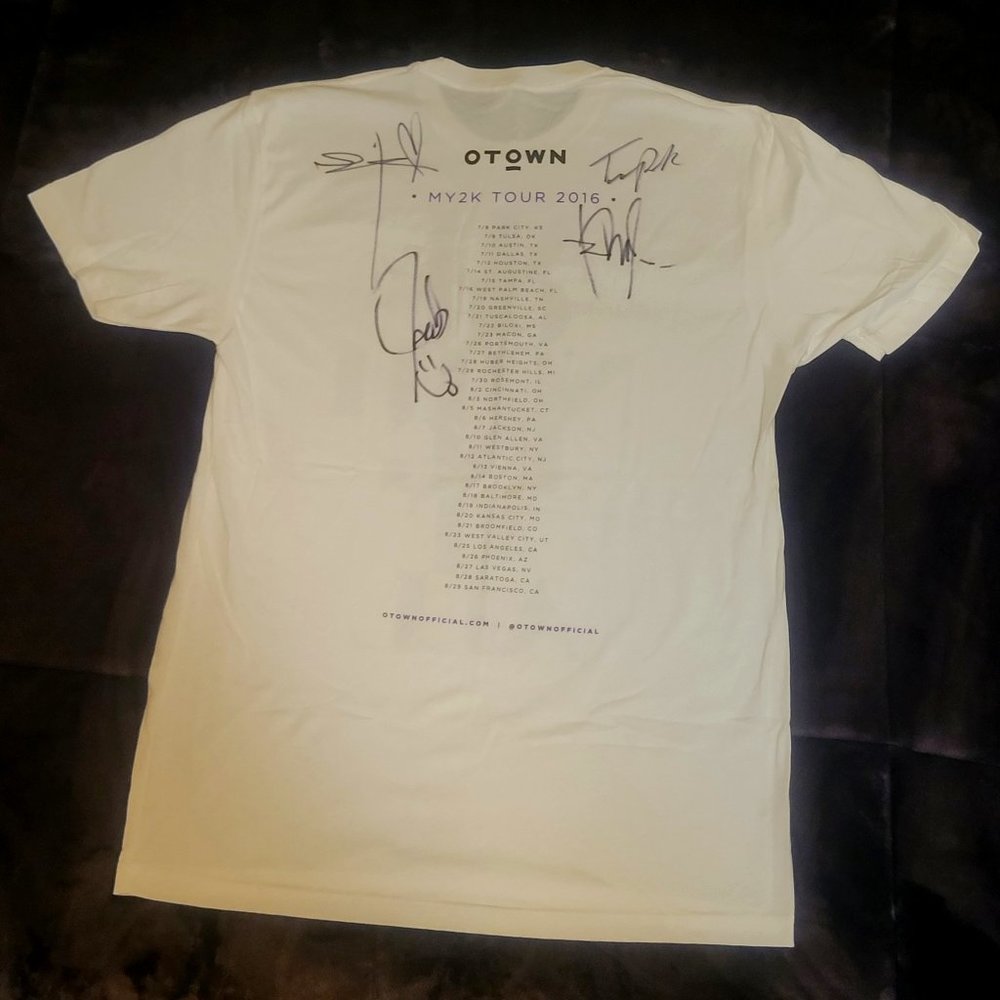 OTOWN
• MY2K TOUR 2016 •
7/8 PARK CITY, KS
7/9 TULSA, OK
7/10 AUSTIN, TX
7/11 DALLAS, TX
7/12 HOUSTON, TX
7/14 ST. AUGUSTINE, FL
7/15 TAMPA, FL
7/16 WEST PALM BEACH, FL
7/19 NASHVILLE, TN
7/20 GREENVILLE, SC
7/21 TUSCALOOSA, AL
7/22 BILOXI, MS
7/23 MACON, GA
7/26 PORTSMOUTH, VA
7/27 BETHLEHEM, PA
7/28 HUBER HEIGHTS, OH
7/29 ROCHESTER HILLS, MI
7/30 ROSEMONT, IL
8/2 CINCINNATI, OH
8/3 NORTHFIELD, OH
8/5 MASHANTUCKET, CT
8/6 HERSHEY, PA
8/7 JACKSON, NJ
8/10 GLEN ALLEN, VA
8/11 WESTBURY, NY
8/12 ATLANTIC CITY, NJ
8/13 VIENNA, VA
8/14 BOSTON, MA
8/17 BROOKLYN, NY
8/18 BALTIMORE, MD
8/19 INDIANAPOLIS, IN
8/20 KANSAS CITY, MO
8/21 BROOMFIELD, CO
8/23 WEST VALLEY CITY, UT
8/25 LOS ANGELES, CA
8/26 PHOENIX, AZ
8/27 LAS VEGAS, NV
8/28 SARATOGA, CA
8/29 SAN FRANCISCO, CA
OTOWNOFFICIAL.COM | @OTOWNOFFICIAL